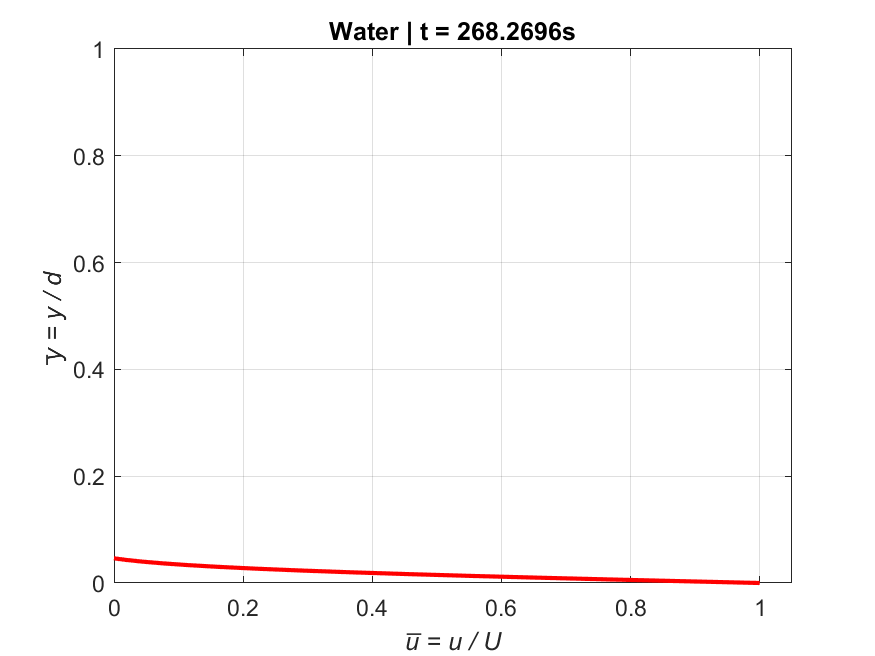 Water | t = 268.2696s
1
0.8
0.6
0.4
0.2
0
y̅ = y / d
0 0.2 0.4 0.6 0.8 1
u̅ = u / U